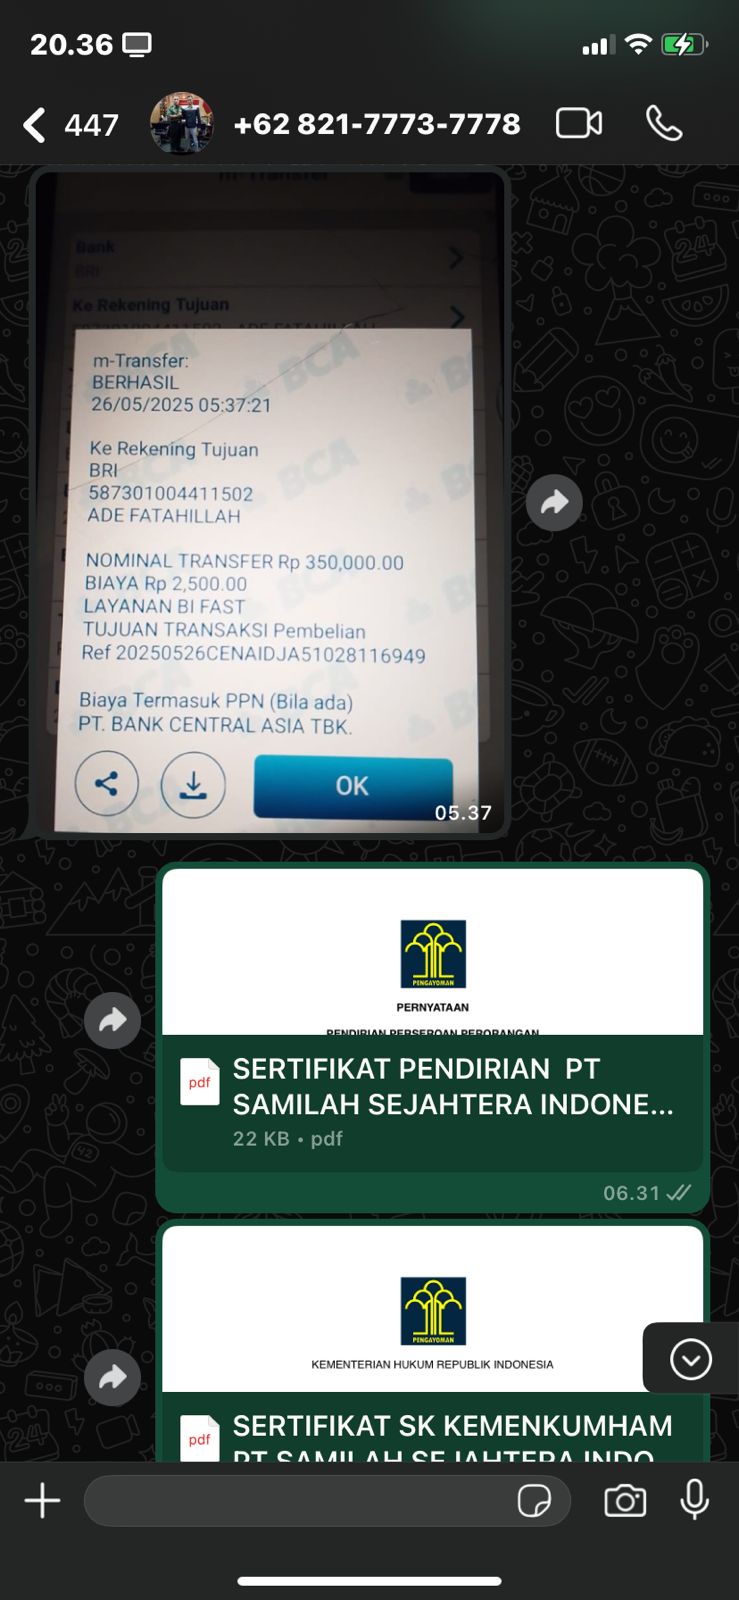 20.36
447
+62 821-7773-7778
m-Transfer
Bank
BRI
Ke Rekening Tujuan
587301004411502 - ADE FATAHILLAH
m-Transfer:
BERHASIL
26/05/2025 05:37:21
Ke Rekening Tujuan
BRI
587301004411502
ADE FATAHILLAH
NOMINAL TRANSFER Rp 350,000.00
BIAYA Rp 2,500.00
LAYANAN BI FAST
TUJUAN TRANSAKSI Pembelian
Ref 20250526CENAIDJA51028116949
Biaya Termasuk PPN (Bila ada)
PT. BANK CENTRAL ASIA TBK.
OK
05.37
PENGAYOMAN
PERNYATAAN
PENDIRIAN PERSEROAN PERORANGAN
pdf
SERTIFIKAT PENDIRIAN PT
SAMILAH SEJAHTERA INDONE...
22 KB • pdf
06.31
PENGAYOMAN
KEMENTERIAN HUKUM REPUBLIK INDONESIA
pdf
SERTIFIKAT SK KEMENKUMHAM
PT SAMILAH SEJAHTERA INDO